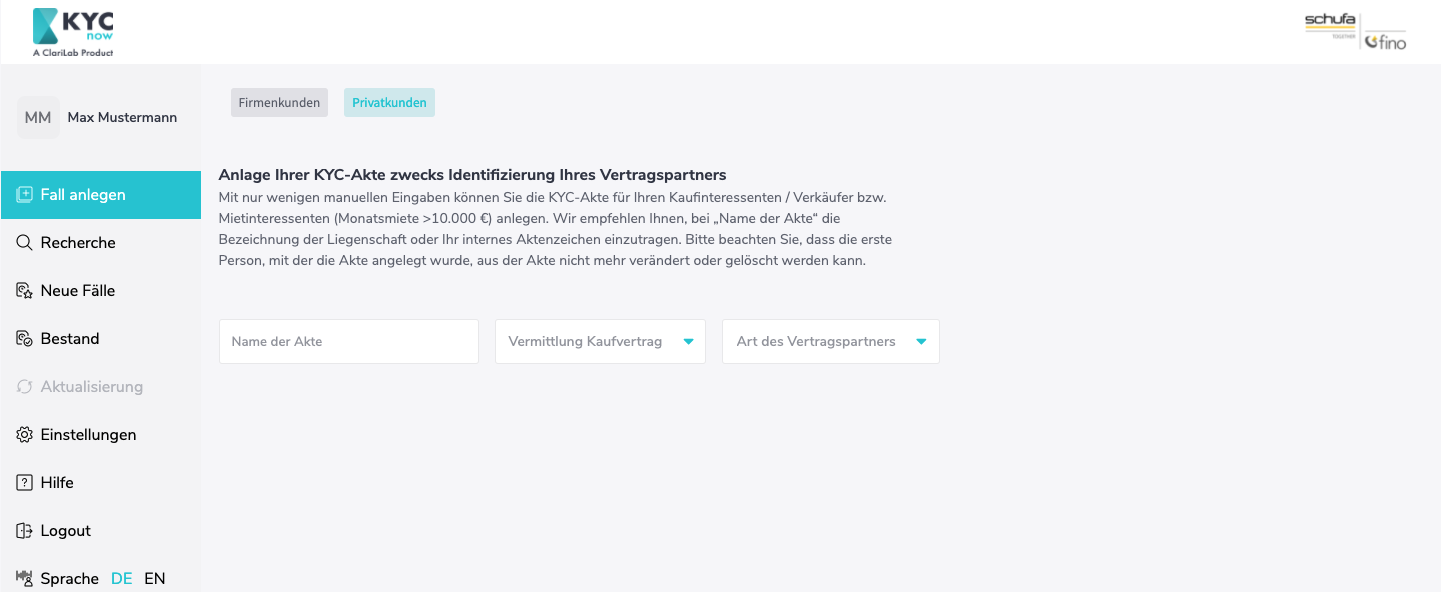 KYC
now
A ClariLab Product
schufa
TOGETHER
fino
MM Max Mustermann
Firmenkunden Privatkunden
Fall anlegen
Recherche
Neue Fälle
Bestand
Aktualisierung
Einstellungen
Hilfe
Logout
Sprache DE EN
Anlage Ihrer KYC-Akte zwecks Identifizierung Ihres Vertragspartners
Mit nur wenigen manuellen Eingaben können Sie die KYC-Akte für Ihren Kaufinteressenten / Verkäufer bzw.
Mietinteressenten (Monatsmiete >10.000 €) anlegen. Wir empfehlen Ihnen, bei „Name der Akte“ die
Bezeichnung der Liegenschaft oder Ihr internes Aktenzeichen einzutragen. Bitte beachten Sie, dass die erste
Person, mit der die Akte angelegt wurde, aus der Akte nicht mehr verändert oder gelöscht werden kann.
Name der Akte Vermittlung Kaufvertrag Art des Vertragspartners